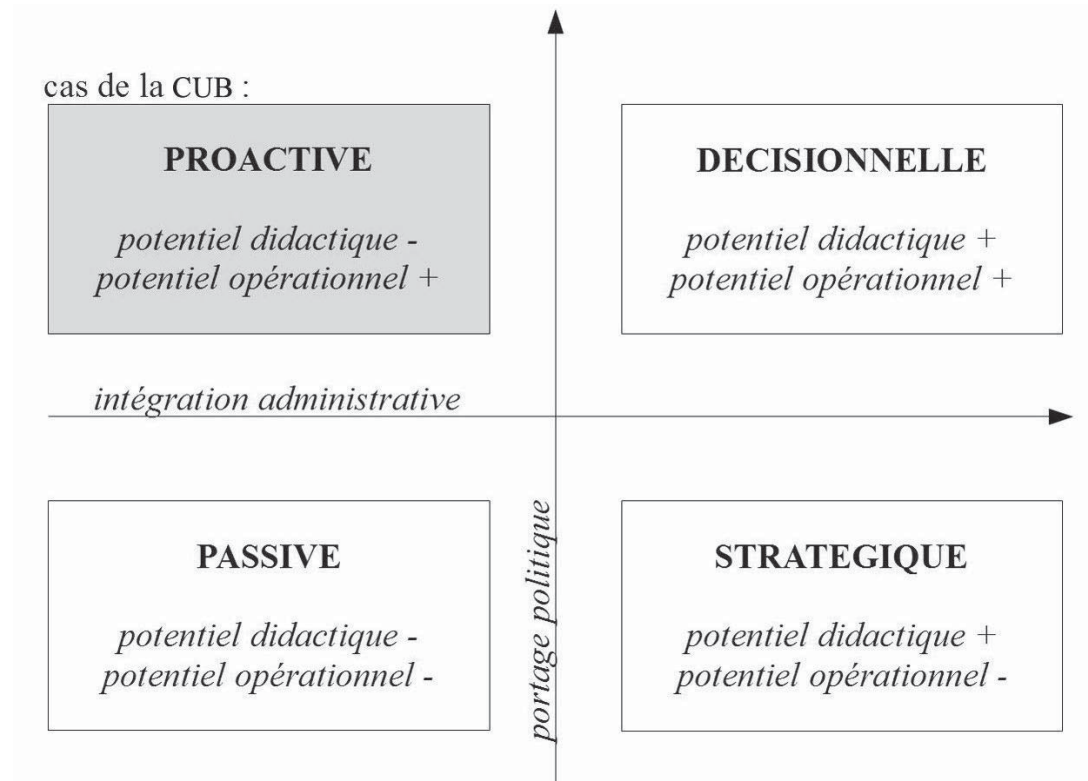 cas de la CUB :
PROACTIVE
potentiel didactique -
potentiel opérationnel +
DECISIONNELLE
potentiel didactique +
potentiel opérationnel +
intégration administrative
portage politique
PASSIVE
potentiel didactique -
potentiel opérationnel -
STRATEGIQUE
potentiel didactique +
potentiel opérationnel -